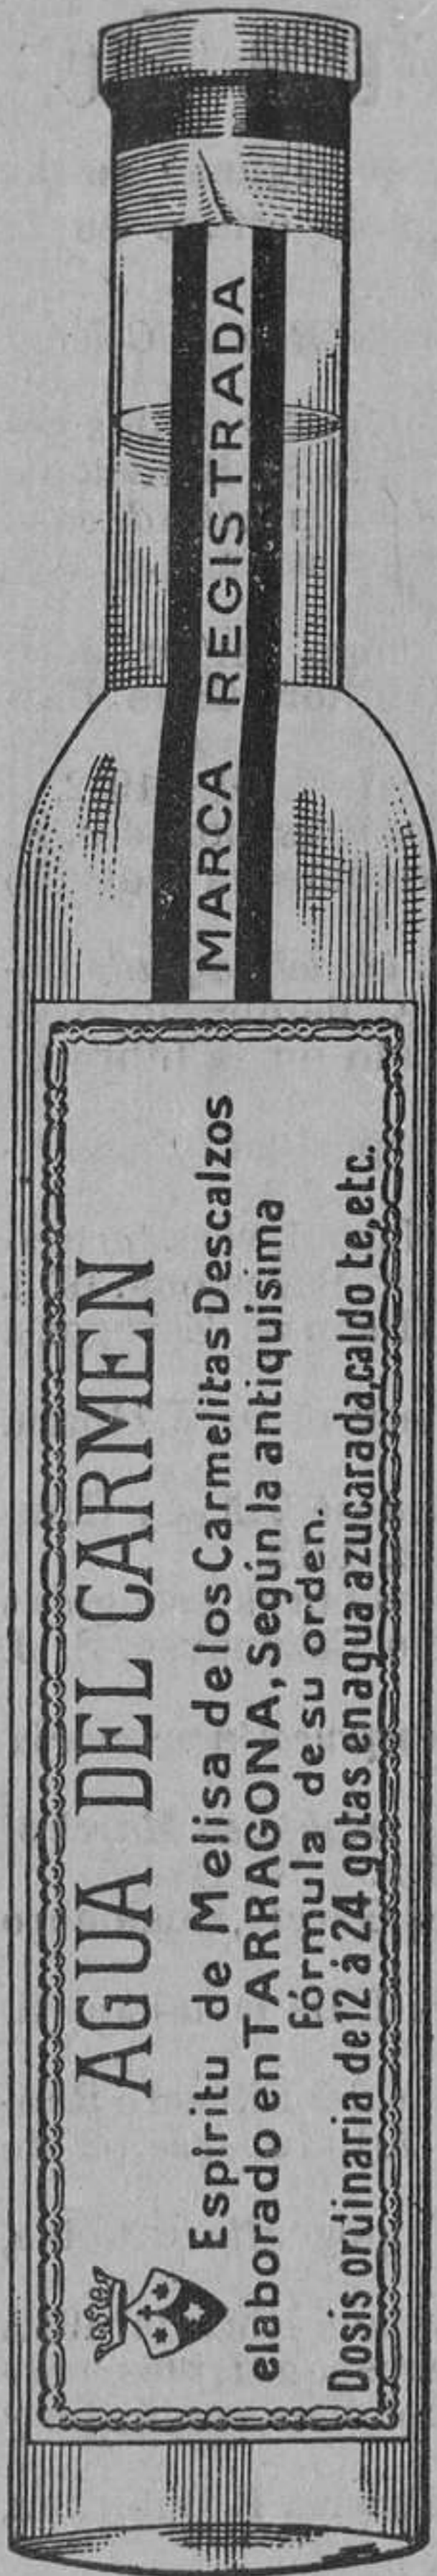 MARCA REGISTRADA
AGUA DEL CARMEN
Espíritu de Melisa de los Carmelitas Descalzos
elaborado en TARRAGONA, Según la antiquisima
Fórmula de su orden.
Dosis ordinaria de 12 à 24 gotas en agua azucarada, caldo te, etc.